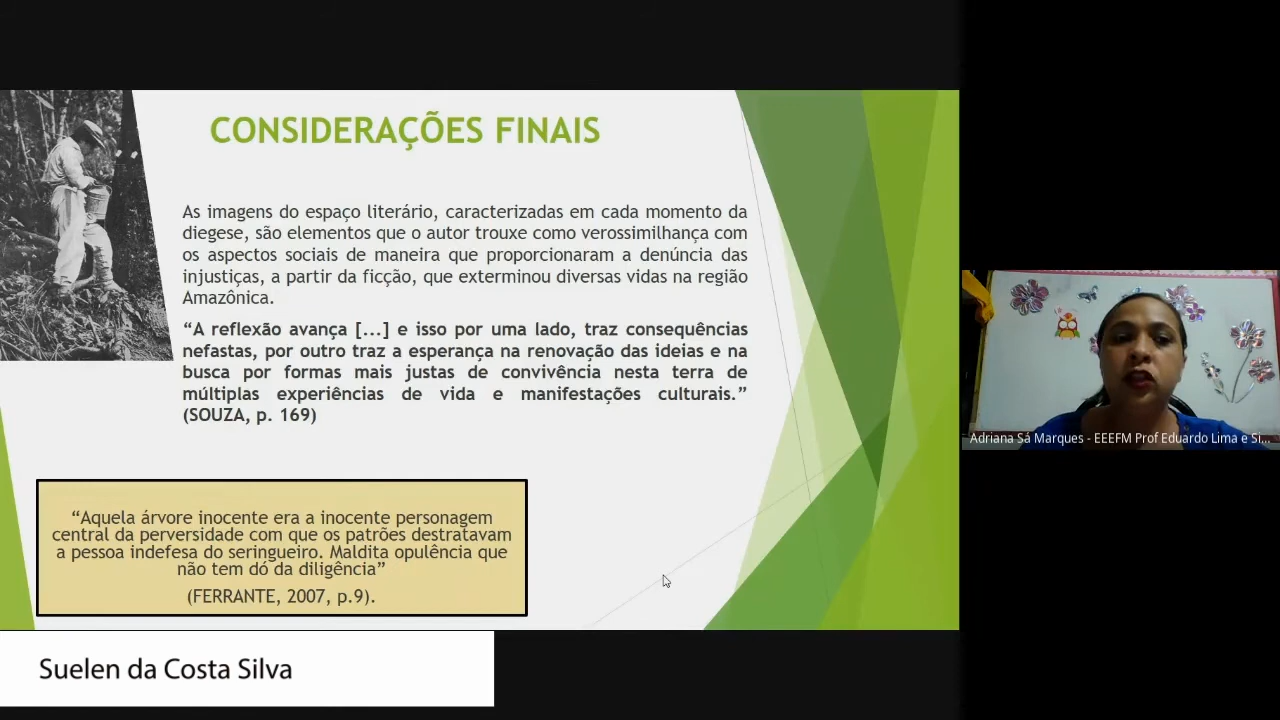 CONSIDERAÇÕES FINAIS
As imagens do espaço literário, caracterizadas em cada momento da
diegese, são elementos que o autor trouxe como verossimilhança com
os aspectos sociais de maneira que proporcionaram a denúncia das
injustiças, a partir da ficção, que exterminou diversas vidas na região
Amazônica.
“A reflexão avança [...] e isso por uma lado, traz consequências
nefastas, por outro traz a esperança na renovação das ideias e na
busca por formas mais justas de convivência nesta terra de
múltiplas experiências de vida e manifestações culturais.”
(SOUZA, p. 169)
“Aquela árvore inocente era a inocente personagem
central da perversidade com que os patrões destratavam
a pessoa indefesa do seringueiro. Maldita opulência que
não tem dó da diligência”
(FERRANTE, 2007, p.9).
Adriana Sá Marques - EEEFM Prof Eduardo Lima e Si...
Suelen da Costa Silva